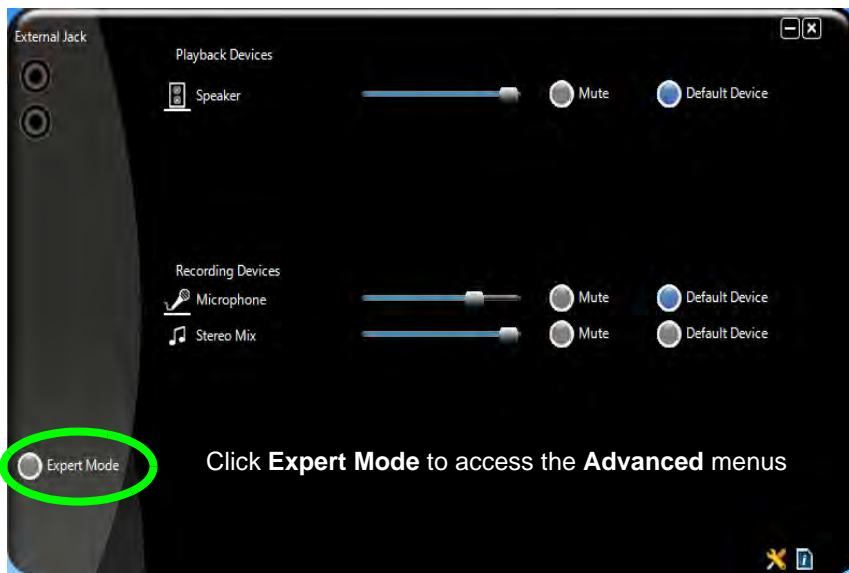 External Jack
Playback Devices
Speaker Mute Default Device
Recording Devices
Microphone Mute Default Device
Stereo Mix Mute Default Device
Expert Mode
Click Expert Mode to access the Advanced menus